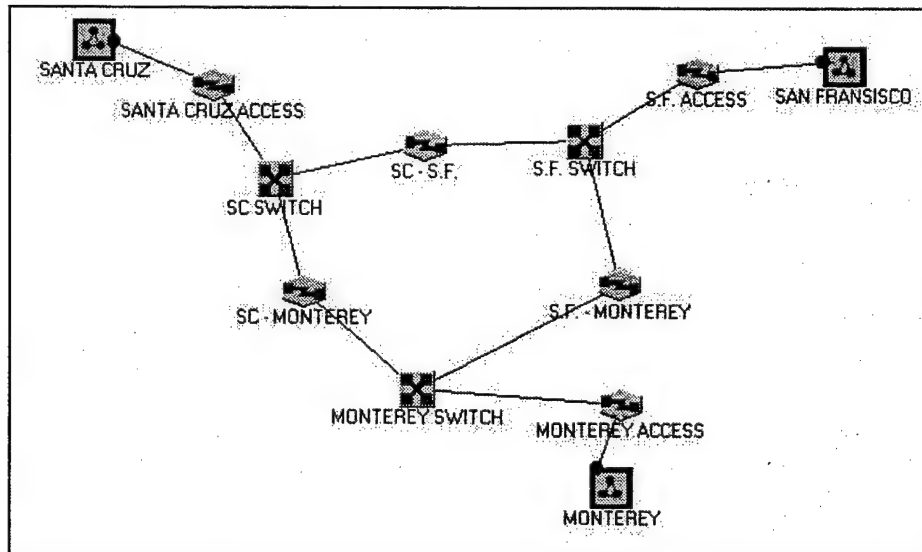 SANTA CRUZ
SANTA CRUZ ACCESS
S.F. ACCESS
SAN FRANSISCO
SC - S.F.
S.F. SWITCH
SC SWITCH
SC - MONTEREY
S.F. - MONTEREY
MONTEREY SWITCH
MONTEREY ACCESS
MONTEREY